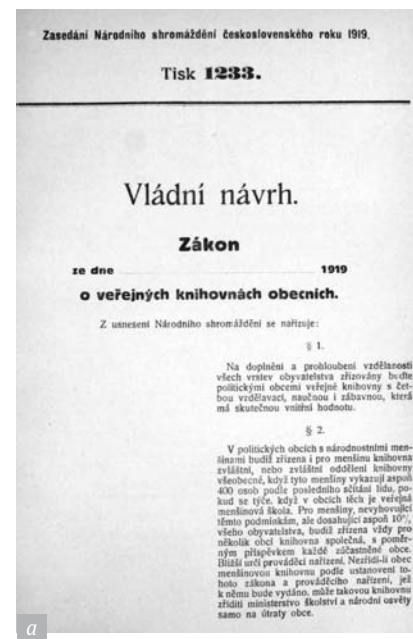 Zasedání Národního shromáždění československého roku 1919.
Tisk 1233.
Vládní návrh.
Zákon
ze dne 1919
o veřejných knihovnách obecních.
Z usnesení Národního shromáždění se nařizuje:
§ 1.
Na doplnění a prohloubení vzdělanosti
všech vrstev obyvatelstva zřizovány buďte
politickými obcemi veřejné knihovny s čet-
bou vzdělávací, naučnou i zábavnou, která
má skutečnou vnitřní hodnotu.
§ 2.
V politických obcích s národnostními men-
šinami budiž zřízena i pro menšinu knihovna
zvláštní, nebo zvláštní oddělení knihovny
všeobecné, když tyto menšiny vykazují aspoň
400 osob podle posledního sčítání lidu, po-
kud se týče, když v obcích těch je veřejná
menšinová škola. Pro menšiny, nevyhovující
těmto podmínkám, ale dosahující aspoň 10%
všeho obyvatelstva, budiž zřízena vždy pro
několik obcí knihovna společná, s poměr-
ným příspěvkem každé zúčastněné obce.
Bližší určí prováděcí nařízení. Nezřídí-li obec
menšinovou knihovnu podle ustanovení to-
hoto zákona a prováděcího nařízení, jež
k němu bude vydáno, může takovou knihovnu
zříditi ministerstvo školství a národní osvěty
samo na útraty obce.
a